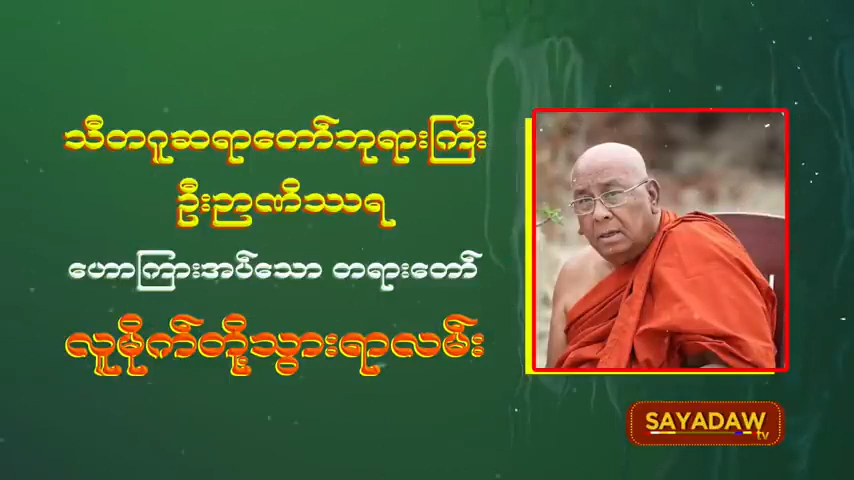 သီတဂူဆရာတော်ဘုရားကြီး
ဦးဉာဏိဿရ
ဟောကြားအပ်သော တရားတော်
လူမိုက်တို့သွားရာလမ်း
SAYADAW
tv